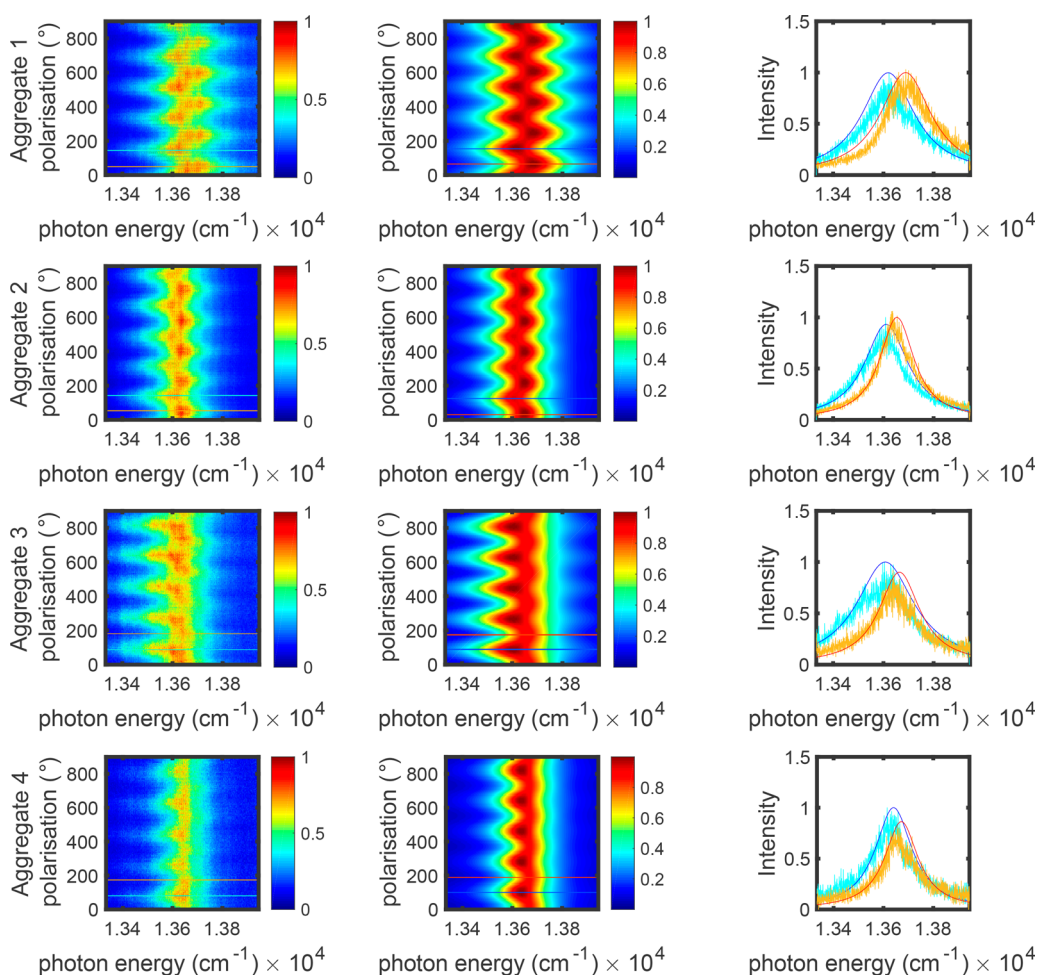 Aggregate 1
polarisation (°)
800
600
400
200
0
1.34 1.36 1.38
photon energy (cm⁻¹) × 10⁴
1
0.5
0
polarisation (°)
800
600
400
200
0
1.34 1.36 1.38
photon energy (cm⁻¹) × 10⁴
1
0.8
0.6
0.4
0.2
Intensity
1.5
1
0.5
0
1.34 1.36 1.38
photon energy (cm⁻¹) × 10⁴
Aggregate 2
polarisation (°)
800
600
400
200
0
1.34 1.36 1.38
photon energy (cm⁻¹) × 10⁴
1
0.5
0
polarisation (°)
800
600
400
200
0
1.34 1.36 1.38
photon energy (cm⁻¹) × 10⁴
1
0.8
0.6
0.4
0.2
Intensity
1.5
1
0.5
0
1.34 1.36 1.38
photon energy (cm⁻¹) × 10⁴
Aggregate 3
polarisation (°)
800
600
400
200
0
1.34 1.36 1.38
photon energy (cm⁻¹) × 10⁴
1
0.5
0
polarisation (°)
800
600
400
200
0
1.34 1.36 1.38
photon energy (cm⁻¹) × 10⁴
1
0.8
0.6
0.4
0.2
Intensity
1.5
1
0.5
0
1.34 1.36 1.38
photon energy (cm⁻¹) × 10⁴
Aggregate 4
polarisation (°)
800
600
400
200
0
1.34 1.36 1.38
photon energy (cm⁻¹) × 10⁴
1
0.5
0
polarisation (°)
800
600
400
200
0
1.34 1.36 1.38
photon energy (cm⁻¹) × 10⁴
0.8
0.6
0.4
0.2
Intensity
1.5
1
0.5
0
1.34 1.36 1.38
photon energy (cm⁻¹) × 10⁴